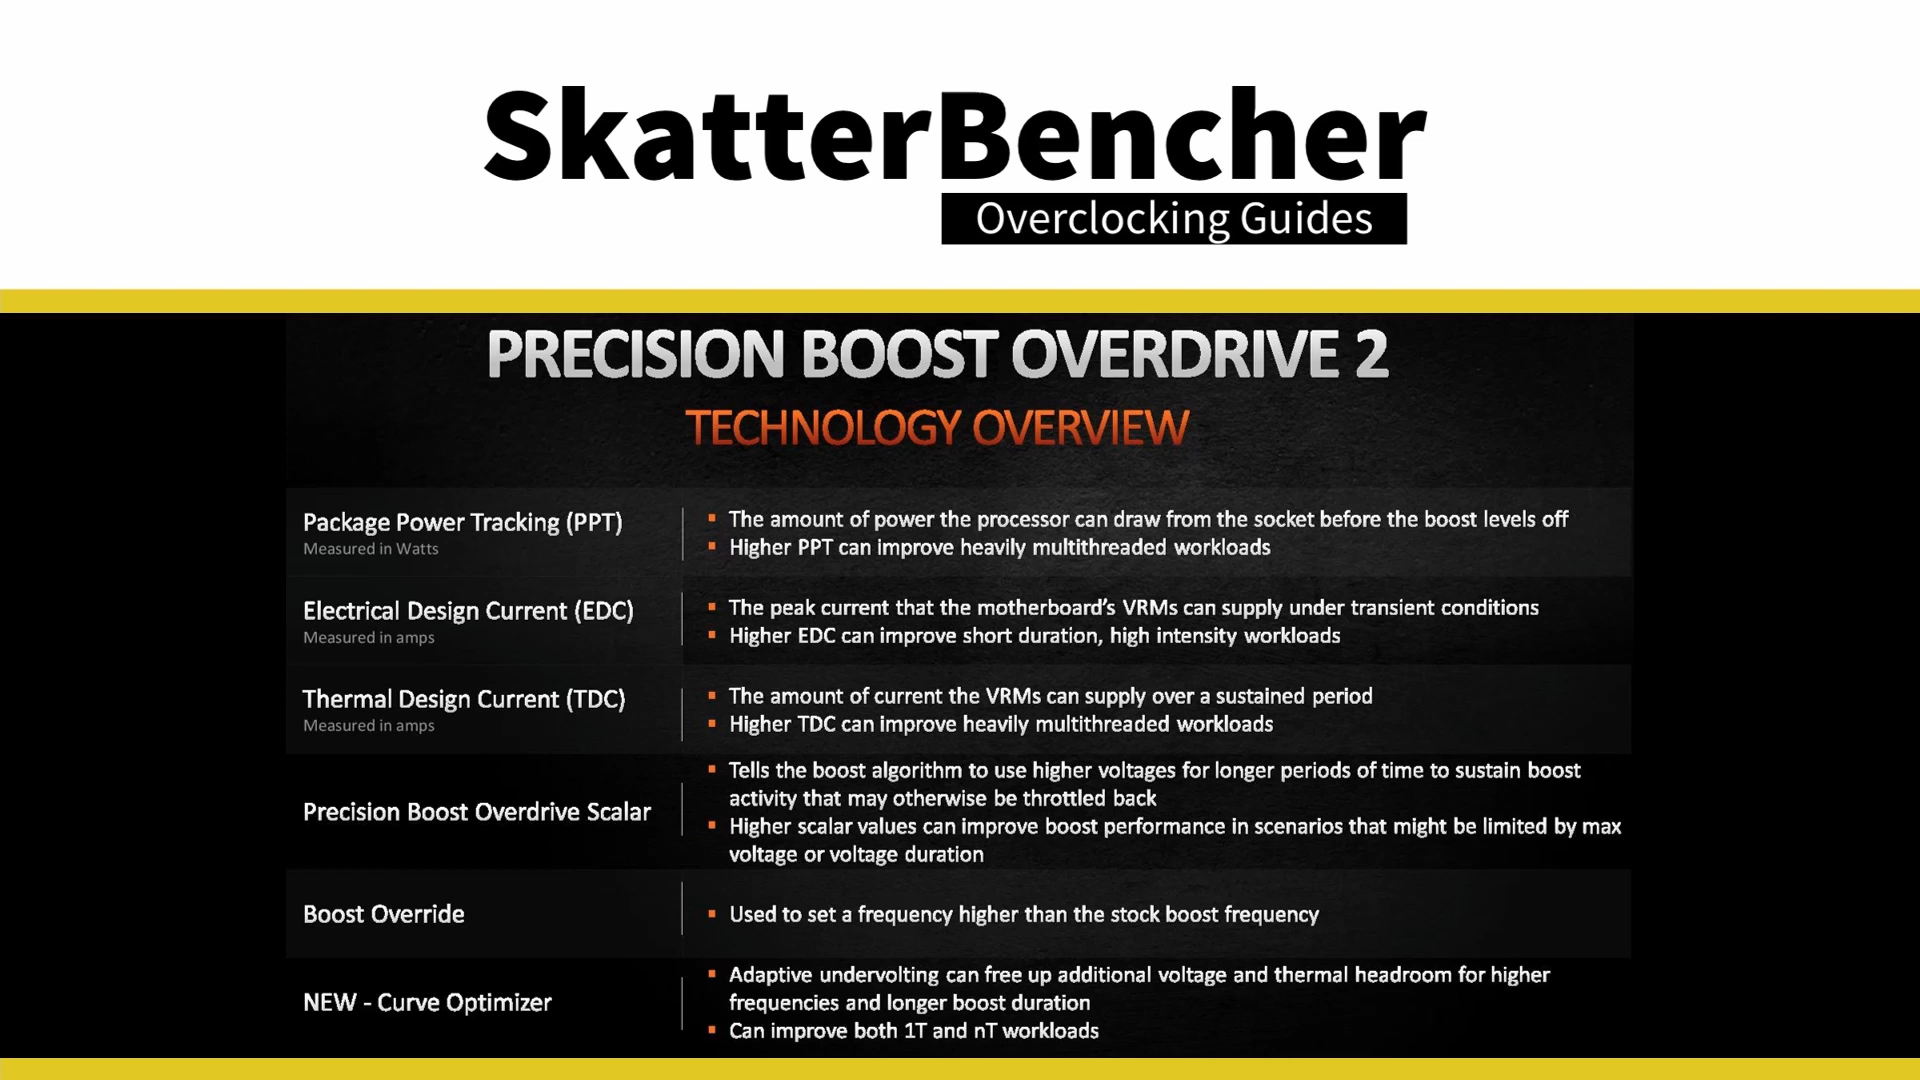 SkatterBencher
Overclocking Guides
PRECISION BOOST OVERDRIVE 2
TECHNOLOGY OVERVIEW
Package Power Tracking (PPT)
Measured in Watts
▪ The amount of power the processor can draw from the socket before the boost levels off
▪ Higher PPT can improve heavily multithreaded workloads
Electrical Design Current (EDC)
Measured in amps
▪ The peak current that the motherboard’s VRMs can supply under transient conditions
▪ Higher EDC can improve short duration, high intensity workloads
Thermal Design Current (TDC)
Measured in amps
▪ The amount of current the VRMs can supply over a sustained period
▪ Higher TDC can improve heavily multithreaded workloads
Precision Boost Overdrive Scalar
▪ Tells the boost algorithm to use higher voltages for longer periods of time to sustain boost
activity that may otherwise be throttled back
▪ Higher scalar values can improve boost performance in scenarios that might be limited by max
voltage or voltage duration
Boost Override
▪ Used to set a frequency higher than the stock boost frequency
NEW - Curve Optimizer
▪ Adaptive undervolting can free up additional voltage and thermal headroom for higher
frequencies and longer boost duration
▪ Can improve both 1T and nT workloads